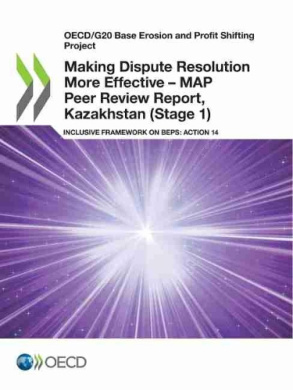 OECD/G20 Base Erosion and Profit Shifting
Project
Making Dispute Resolution
More Effective – MAP
Peer Review Report,
Kazakhstan (Stage 1)
INCLUSIVE FRAMEWORK ON BEPS: ACTION 14
OECD